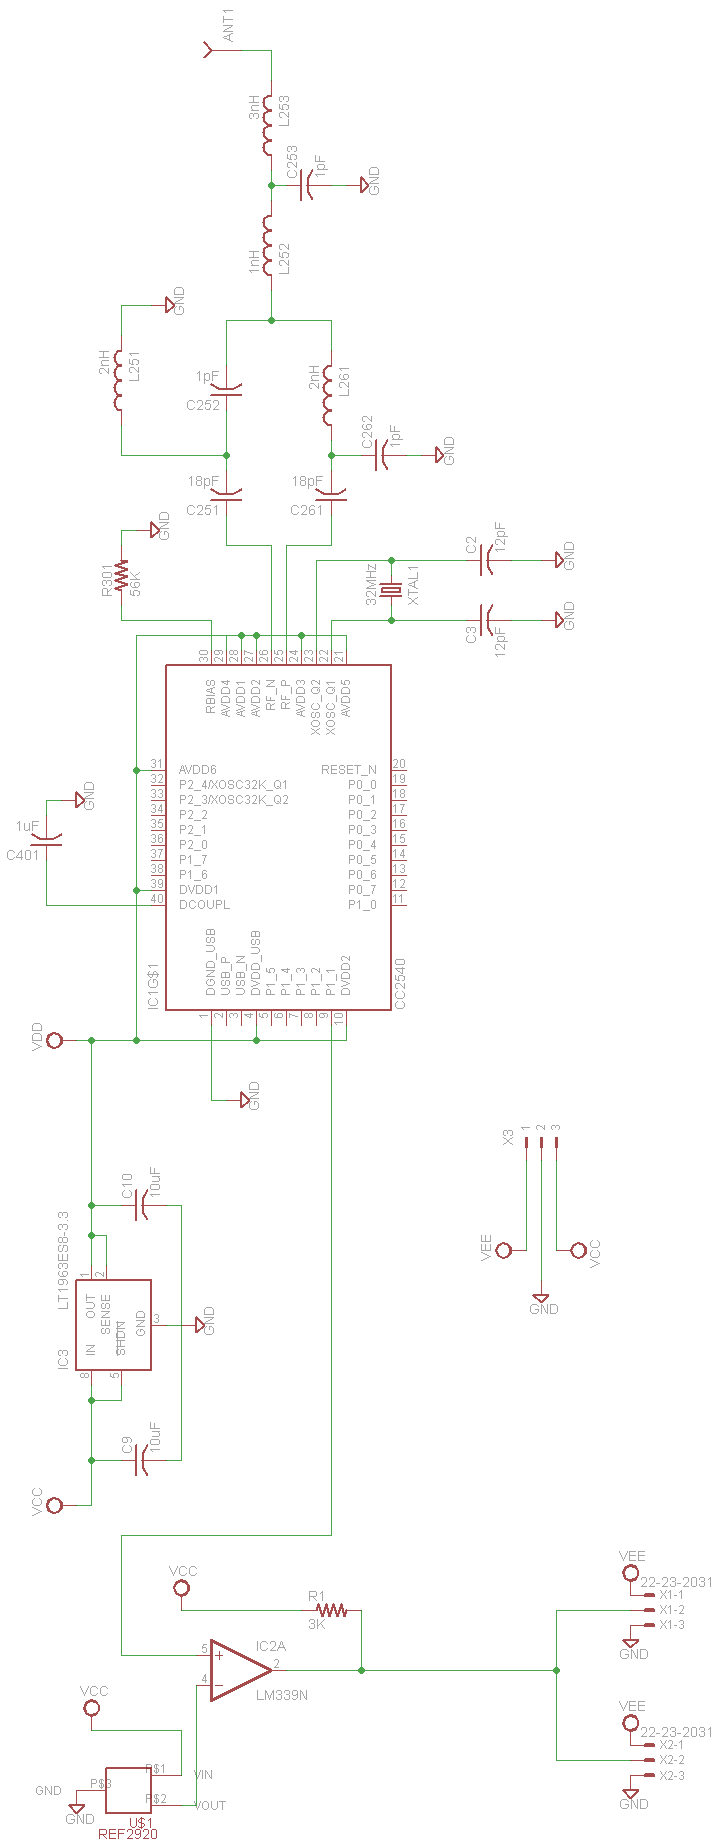 ANT1
3nH
L253
C253
1pF
GND
1nH
L252
GND
2nH
L251
1pF
C252
2nH
L261
C262
1pF
GND
18pF
C251
18pF
C261
GND
R301
56K
C2
12pF
GND
32MHz
XTAL1
C3
12pF
GND
30 29 28 27 26 25 24 23 22 21
RBIAS
AVDD4
AVDD1
AVDD2
RF_N
RF_P
AVDD3
XOSC_Q2
XOSC_Q1
AVDD5
31 AVDD6
32 P2_4/XOSC32K_Q1
33 P2_3/XOSC32K_Q2
34 P2_2
35 P2_1
36 P2_0
37 P1_7
38 P1_6
39 DVDD1
40 DCOUPL
RESET_N 20
P0_0 19
P0_1 18
P0_2 17
P0_3 16
P0_4 15
P0_5 14
P0_6 13
P0_7 12
P1_0 11
GND
1uF
C401
DGND_USB
USB_P
USB_N
DVDD_USB
P1_5
P1_4
P1_3
P1_2
P1_1
DVDD2
1 2 3 4 5 6 7 8 9 10
IC1G$1
CC2540
VDD
GND
X3
1 2 3
VEE
VCC
GND
C10
10uF
LT1963ES8-3.3
IC3
1 2
OUT
SENSE
GND 3
GND
IN
SHDN
8 5
C9
10uF
VCC
VCC
R1
3K
5
4
+
-
2
IC2A
LM339N
VCC
P$1
VIN
P$2
VOUT
P$3
GND
GND
U$1
REF2920
VEE
22-23-2031
X1-1
X1-2
X1-3
GND
VEE
22-23-2031
X2-1
X2-2
X2-3
GND